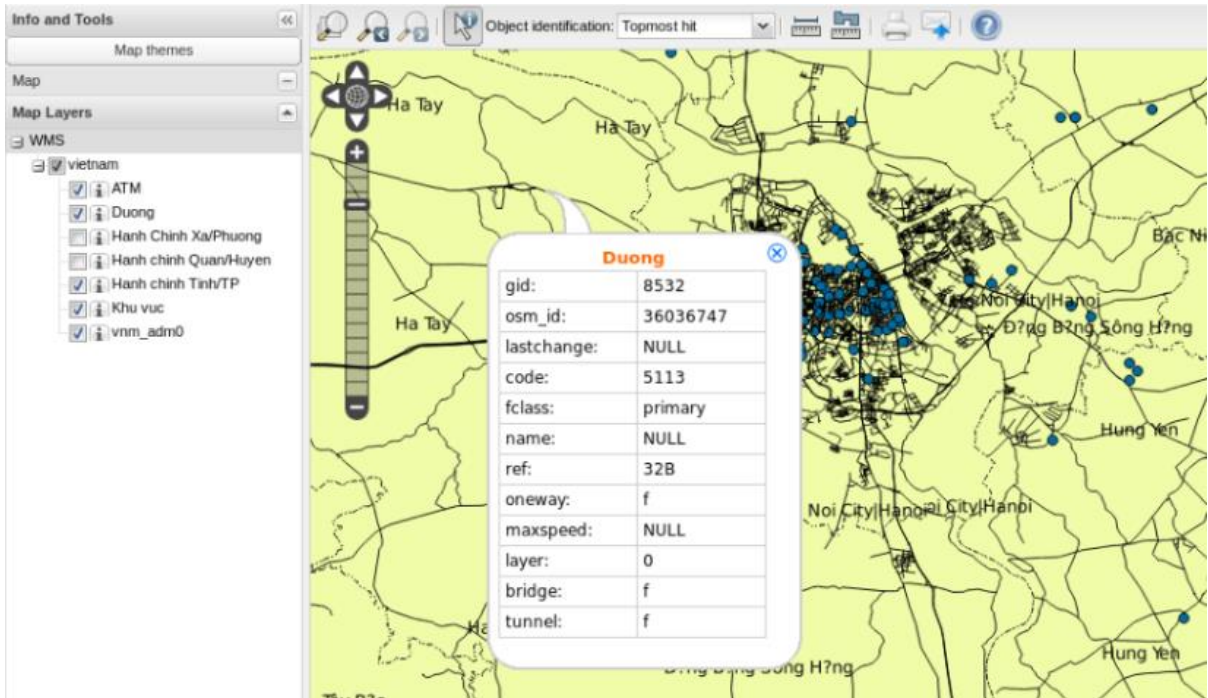 Info and Tools
Map themes
Map
Map Layers
WMS
vietnam
ATM
Duong
Hanh Chinh Xa/Phuong
Hanh chinh Quan/Huyen
Hanh chinh Tinh/TP
Khu vuc
vnm_adm0
Object identification: Topmost hit
Ha Tay
Ha Tay
Bac Ni
Ha Tay
Noi City|Hanoi
Đ?ng B?ng Sông H?ng
Hung Yen
Noi City|Hanoi
City|Hanoi
Hung Yen
Duong
gid: 8532
osm_id: 36036747
lastchange: NULL
code: 5113
fclass: primary
name: NULL
ref: 32B
oneway: f
maxspeed: NULL
layer: 0
bridge: f
tunnel: f